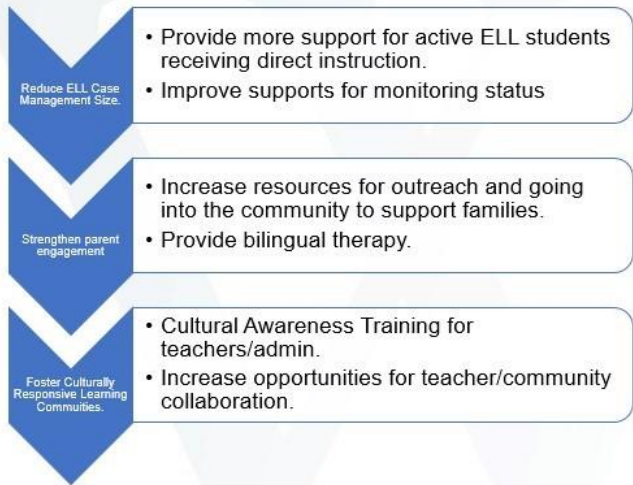 Reduce ELL Case
Management Size.
• Provide more support for active ELL students
receiving direct instruction.
• Improve supports for monitoring status
Strengthen parent
engagement
• Increase resources for outreach and going
into the community to support families.
• Provide bilingual therapy.
Foster Culturally
Responsive Learning
Commuities.
• Cultural Awareness Training for
teachers/admin.
• Increase opportunities for teacher/community
collaboration.